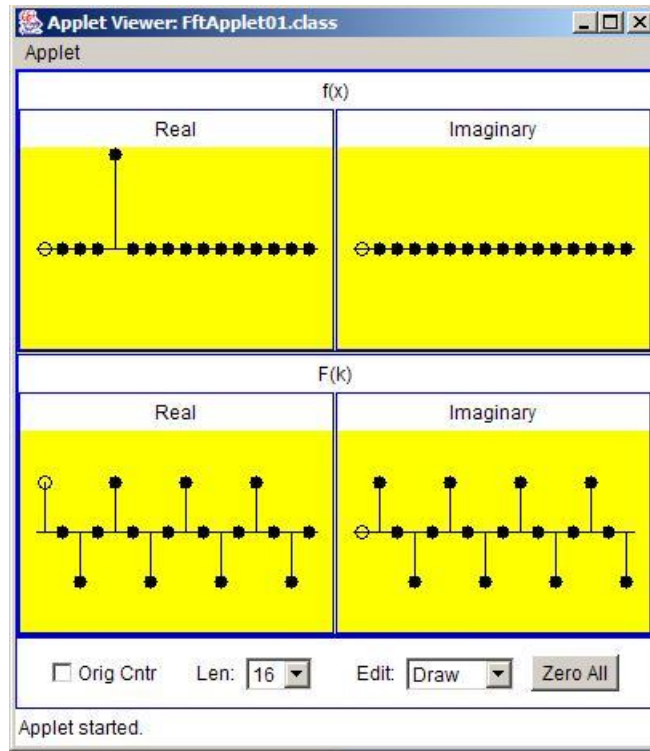 Applet Viewer: FftApplet01.class
Applet
f(x)
Real Imaginary
F(k)
Real Imaginary
Orig Cntr Len: 16 Edit: Draw Zero All
Applet started.